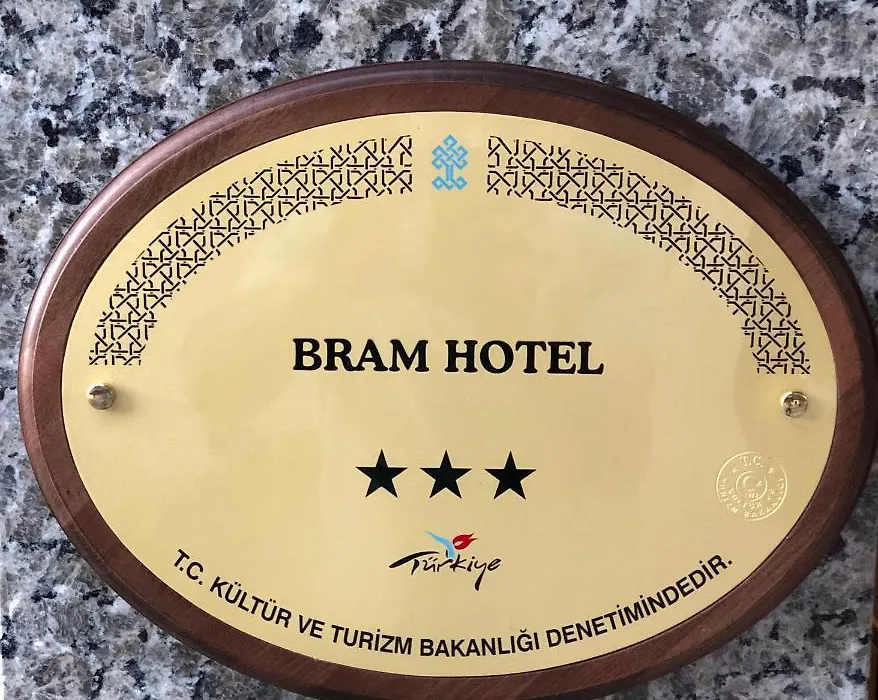 BRAM HOTEL
★★★
Türkiye
T.C. KÜLTÜR VE TURİZM BAKANLIĞI DENETİMİNDEDİR.
T.C.